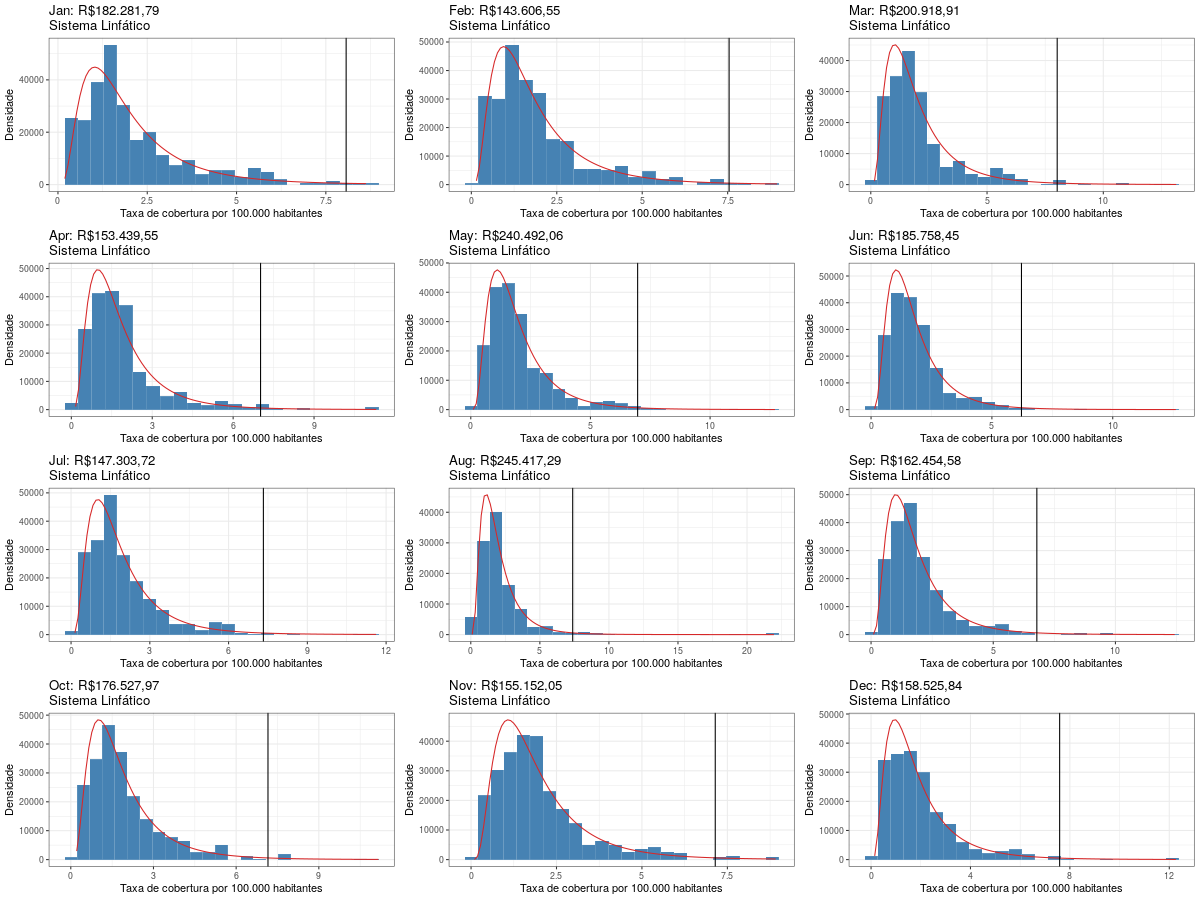 Jan: R$182.281,79
Sistema Linfático
Densidade
40000
20000
0
0
2.5
5
7.5
Taxa de cobertura por 100.000 habitantes
Feb: R$143.606,55
Sistema Linfático
Densidade
50000
40000
30000
20000
10000
0
0
2.5
5
7.5
Taxa de cobertura por 100.000 habitantes
Mar: R$200.918,91
Sistema Linfático
Densidade
40000
30000
20000
10000
0
0
5
10
Taxa de cobertura por 100.000 habitantes
Apr: R$153.439,55
Sistema Linfático
Densidade
50000
40000
30000
20000
10000
0
0
3
6
9
Taxa de cobertura por 100.000 habitantes
May: R$240.492,06
Sistema Linfático
Densidade
50000
40000
30000
20000
10000
0
0
5
10
Taxa de cobertura por 100.000 habitantes
Jun: R$185.758,45
Sistema Linfático
Densidade
50000
40000
30000
20000
10000
0
0
5
10
Taxa de cobertura por 100.000 habitantes
Jul: R$147.303,72
Sistema Linfático
Densidade
50000
40000
30000
20000
10000
0
0
3
6
9
12
Taxa de cobertura por 100.000 habitantes
Aug: R$245.417,29
Sistema Linfático
Densidade
40000
30000
20000
10000
0
0
5
10
15
20
Taxa de cobertura por 100.000 habitantes
Sep: R$162.454,58
Sistema Linfático
Densidade
50000
40000
30000
20000
10000
0
0
5
10
Taxa de cobertura por 100.000 habitantes
Oct: R$176.527,97
Sistema Linfático
Densidade
50000
40000
30000
20000
10000
0
0
3
6
9
Taxa de cobertura por 100.000 habitantes
Nov: R$155.152,05
Sistema Linfático
Densidade
40000
30000
20000
10000
0
0
2.5
5
7.5
Taxa de cobertura por 100.000 habitantes
Dec: R$158.525,84
Sistema Linfático
Densidade
50000
40000
30000
20000
10000
0
0
4
8
12
Taxa de cobertura por 100.000 habitantes